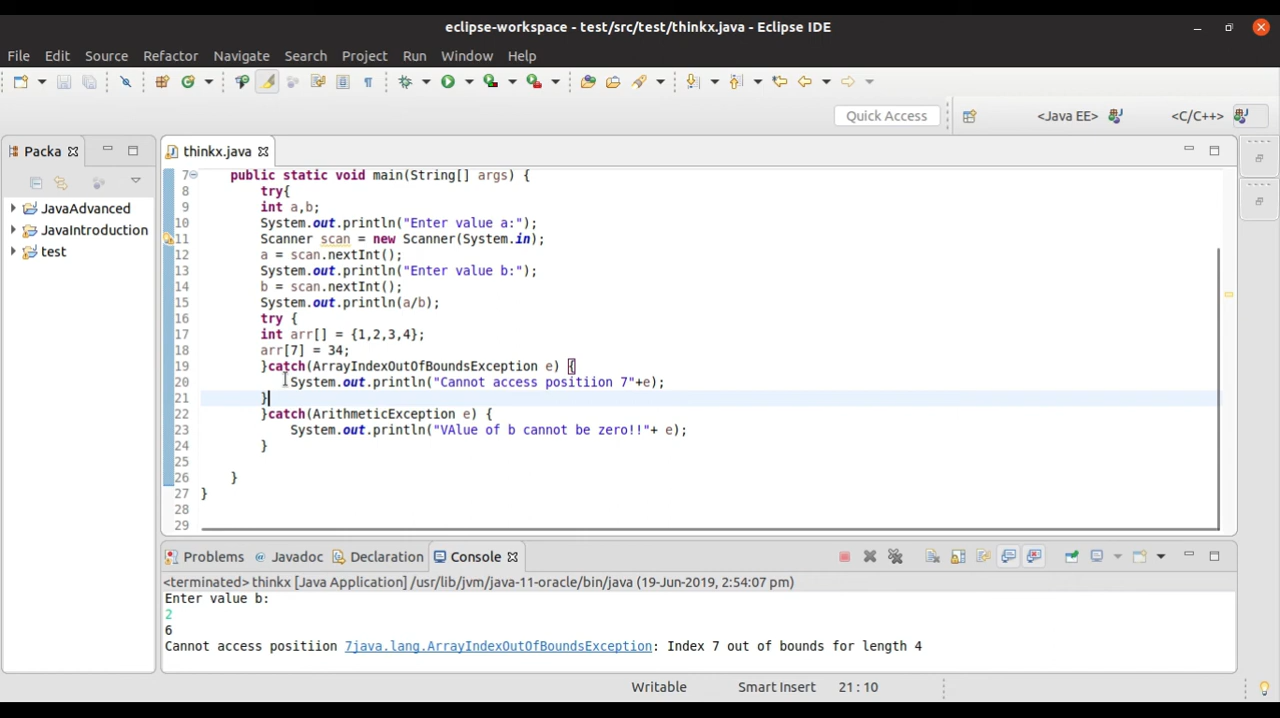 eclipse-workspace - test/src/test/thinkx.java - Eclipse IDE
File Edit Source Refactor Navigate Search Project Run Window Help
Quick Access <Java EE> <C/C++>
Packa thinkx.java
JavaAdvanced
JavaIntroduction
test
7 public static void main(String[] args) {
8 try{
9 int a,b;
10 System.out.println("Enter value a:");
11 Scanner scan = new Scanner(System.in);
12 a = scan.nextInt();
13 System.out.println("Enter value b:");
14 b = scan.nextInt();
15 System.out.println(a/b);
16 try {
17 int arr[] = {1,2,3,4};
18 arr[7] = 34;
19 }catch(ArrayIndexOutOfBoundsException e) {
20 System.out.println("Cannot access positiion 7"+e);
21 }
22 }catch(ArithmeticException e) {
23 System.out.println("VAlue of b cannot be zero!!"+ e);
24 }
25
26 }
27 }
28
29
Problems Javadoc Declaration Console
<terminated> thinkx [Java Application] /usr/lib/jvm/java-11-oracle/bin/java (19-Jun-2019, 2:54:07 pm)
Enter value b:
2
6
Cannot access positiion 7java.lang.ArrayIndexOutOfBoundsException: Index 7 out of bounds for length 4
Writable Smart Insert 21 : 10